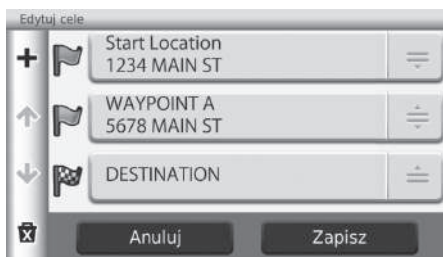 Edytuj cele
Start Location
1234 MAIN ST
WAYPOINT A
5678 MAIN ST
DESTINATION
Anuluj
Zapisz